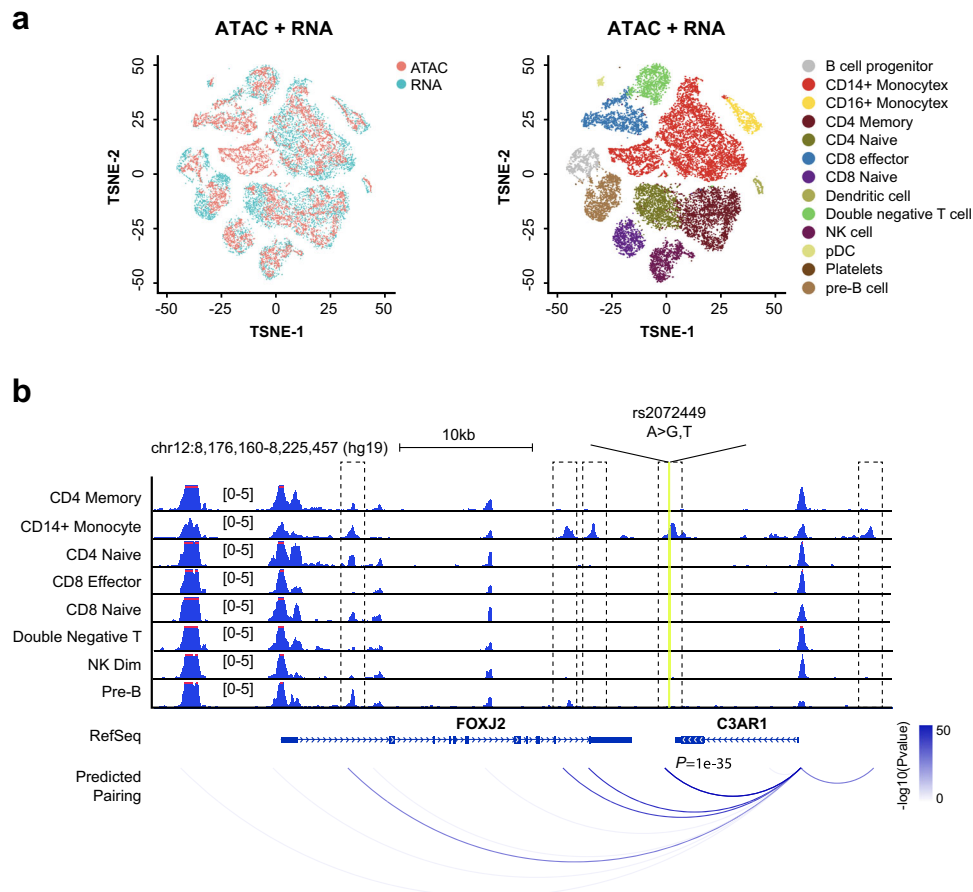 a
ATAC + RNA
TSNE-2
50
25
0
-25
-50
-50 -25 0 25 50
TSNE-1
ATAC
RNA
ATAC + RNA
TSNE-2
50
25
0
-25
-50
-50 -25 0 25 50
TSNE-1
B cell progenitor
CD14+ Monocytex
CD16+ Monocytex
CD4 Memory
CD4 Naive
CD8 effector
CD8 Naive
Dendritic cell
Double negative T cell
NK cell
pDC
Platelets
pre-B cell
b
rs2072449
A>G,T
chr12:8,176,160-8,225,457 (hg19)
10kb
CD4 Memory [0-5]
CD14+ Monocyte [0-5]
CD4 Naive [0-5]
CD8 Effector [0-5]
CD8 Naive [0-5]
Double Negative T [0-5]
NK Dim [0-5]
Pre-B [0-5]
FOXJ2 C3AR1
RefSeq
P=1e-35
Predicted
Pairing
50
0
-log10(Pvalue)